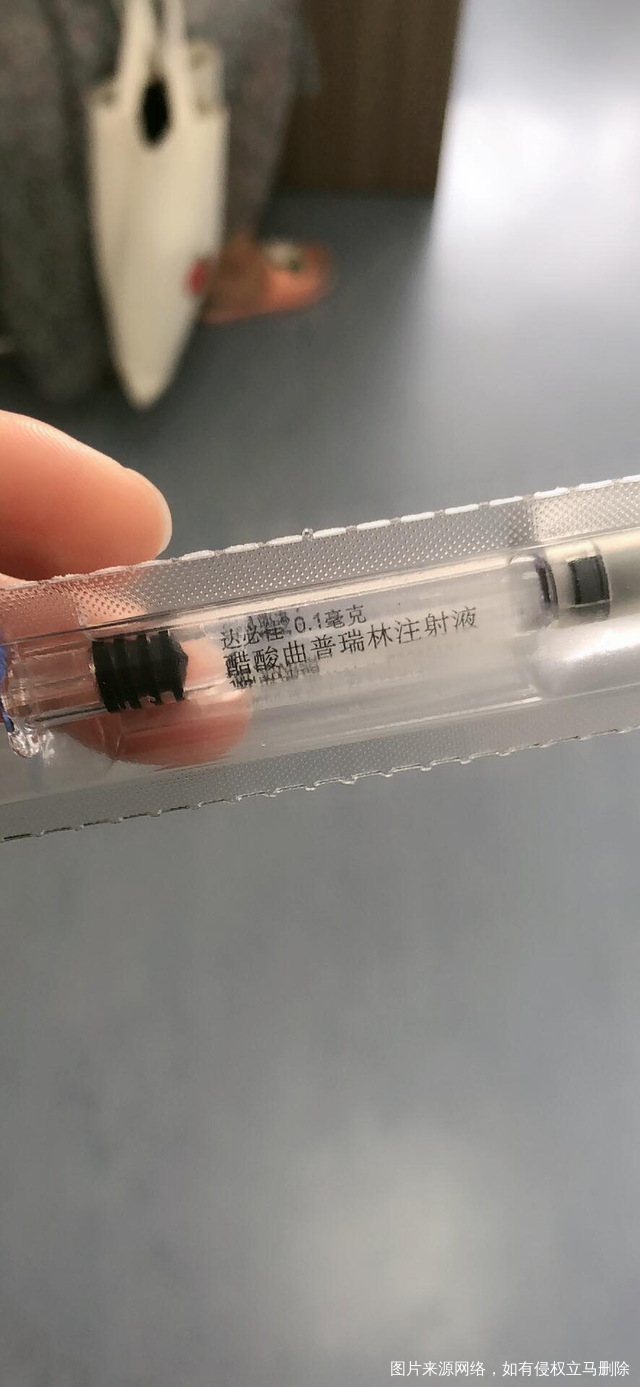 达必佳 0.1毫克
醋酸曲普瑞林注射液
图片来源网络，如有侵权立马删除